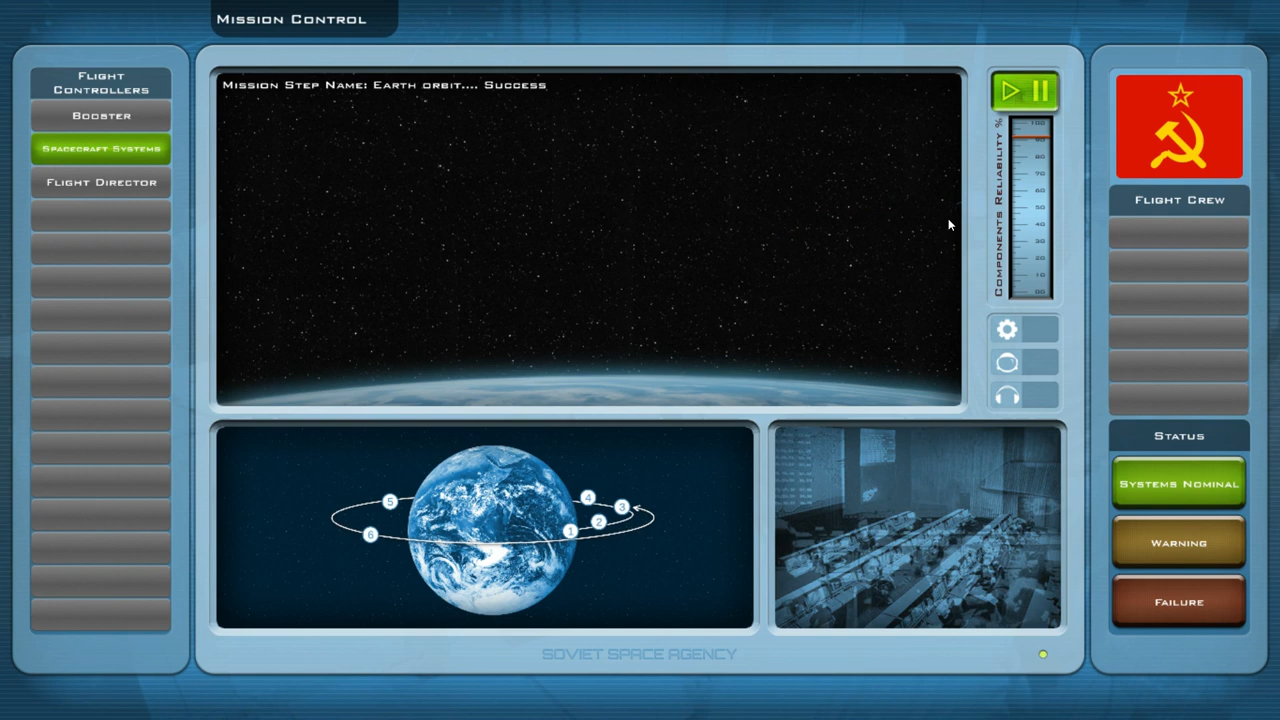 Mission Control
Flight Controllers
Booster
Spacecraft Systems
Flight Director
Mission Step Name: Earth orbit.... Success
Components Reliability %
100
90
80
70
60
50
40
30
20
10
00
5
6
4
3
2
1
Soviet Space Agency
Flight Crew
Status
Systems Nominal
Warning
Failure